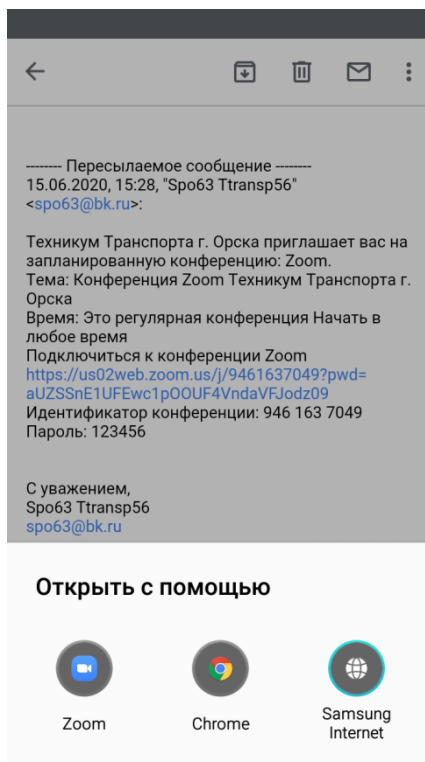 -------- Пересылаемое сообщение --------
15.06.2020, 15:28, "Spo63 Ttransp56"
<spo63@bk.ru>:
Техникум Транспорта г. Орска приглашает вас на
запланированную конференцию: Zoom.
Тема: Конференция Zoom Техникум Транспорта г.
Орска
Время: Это регулярная конференция Начать в
любое время
Подключиться к конференции Zoom
https://us02web.zoom.us/j/9461637049?pwd=
aUZSSnE1UFEwc1pOOUF4VndaVFJodz09
Идентификатор конференции: 946 163 7049
Пароль: 123456
С уважением,
Spo63 Ttransp56
spo63@bk.ru
Открыть с помощью
Zoom
Chrome
Samsung
Internet